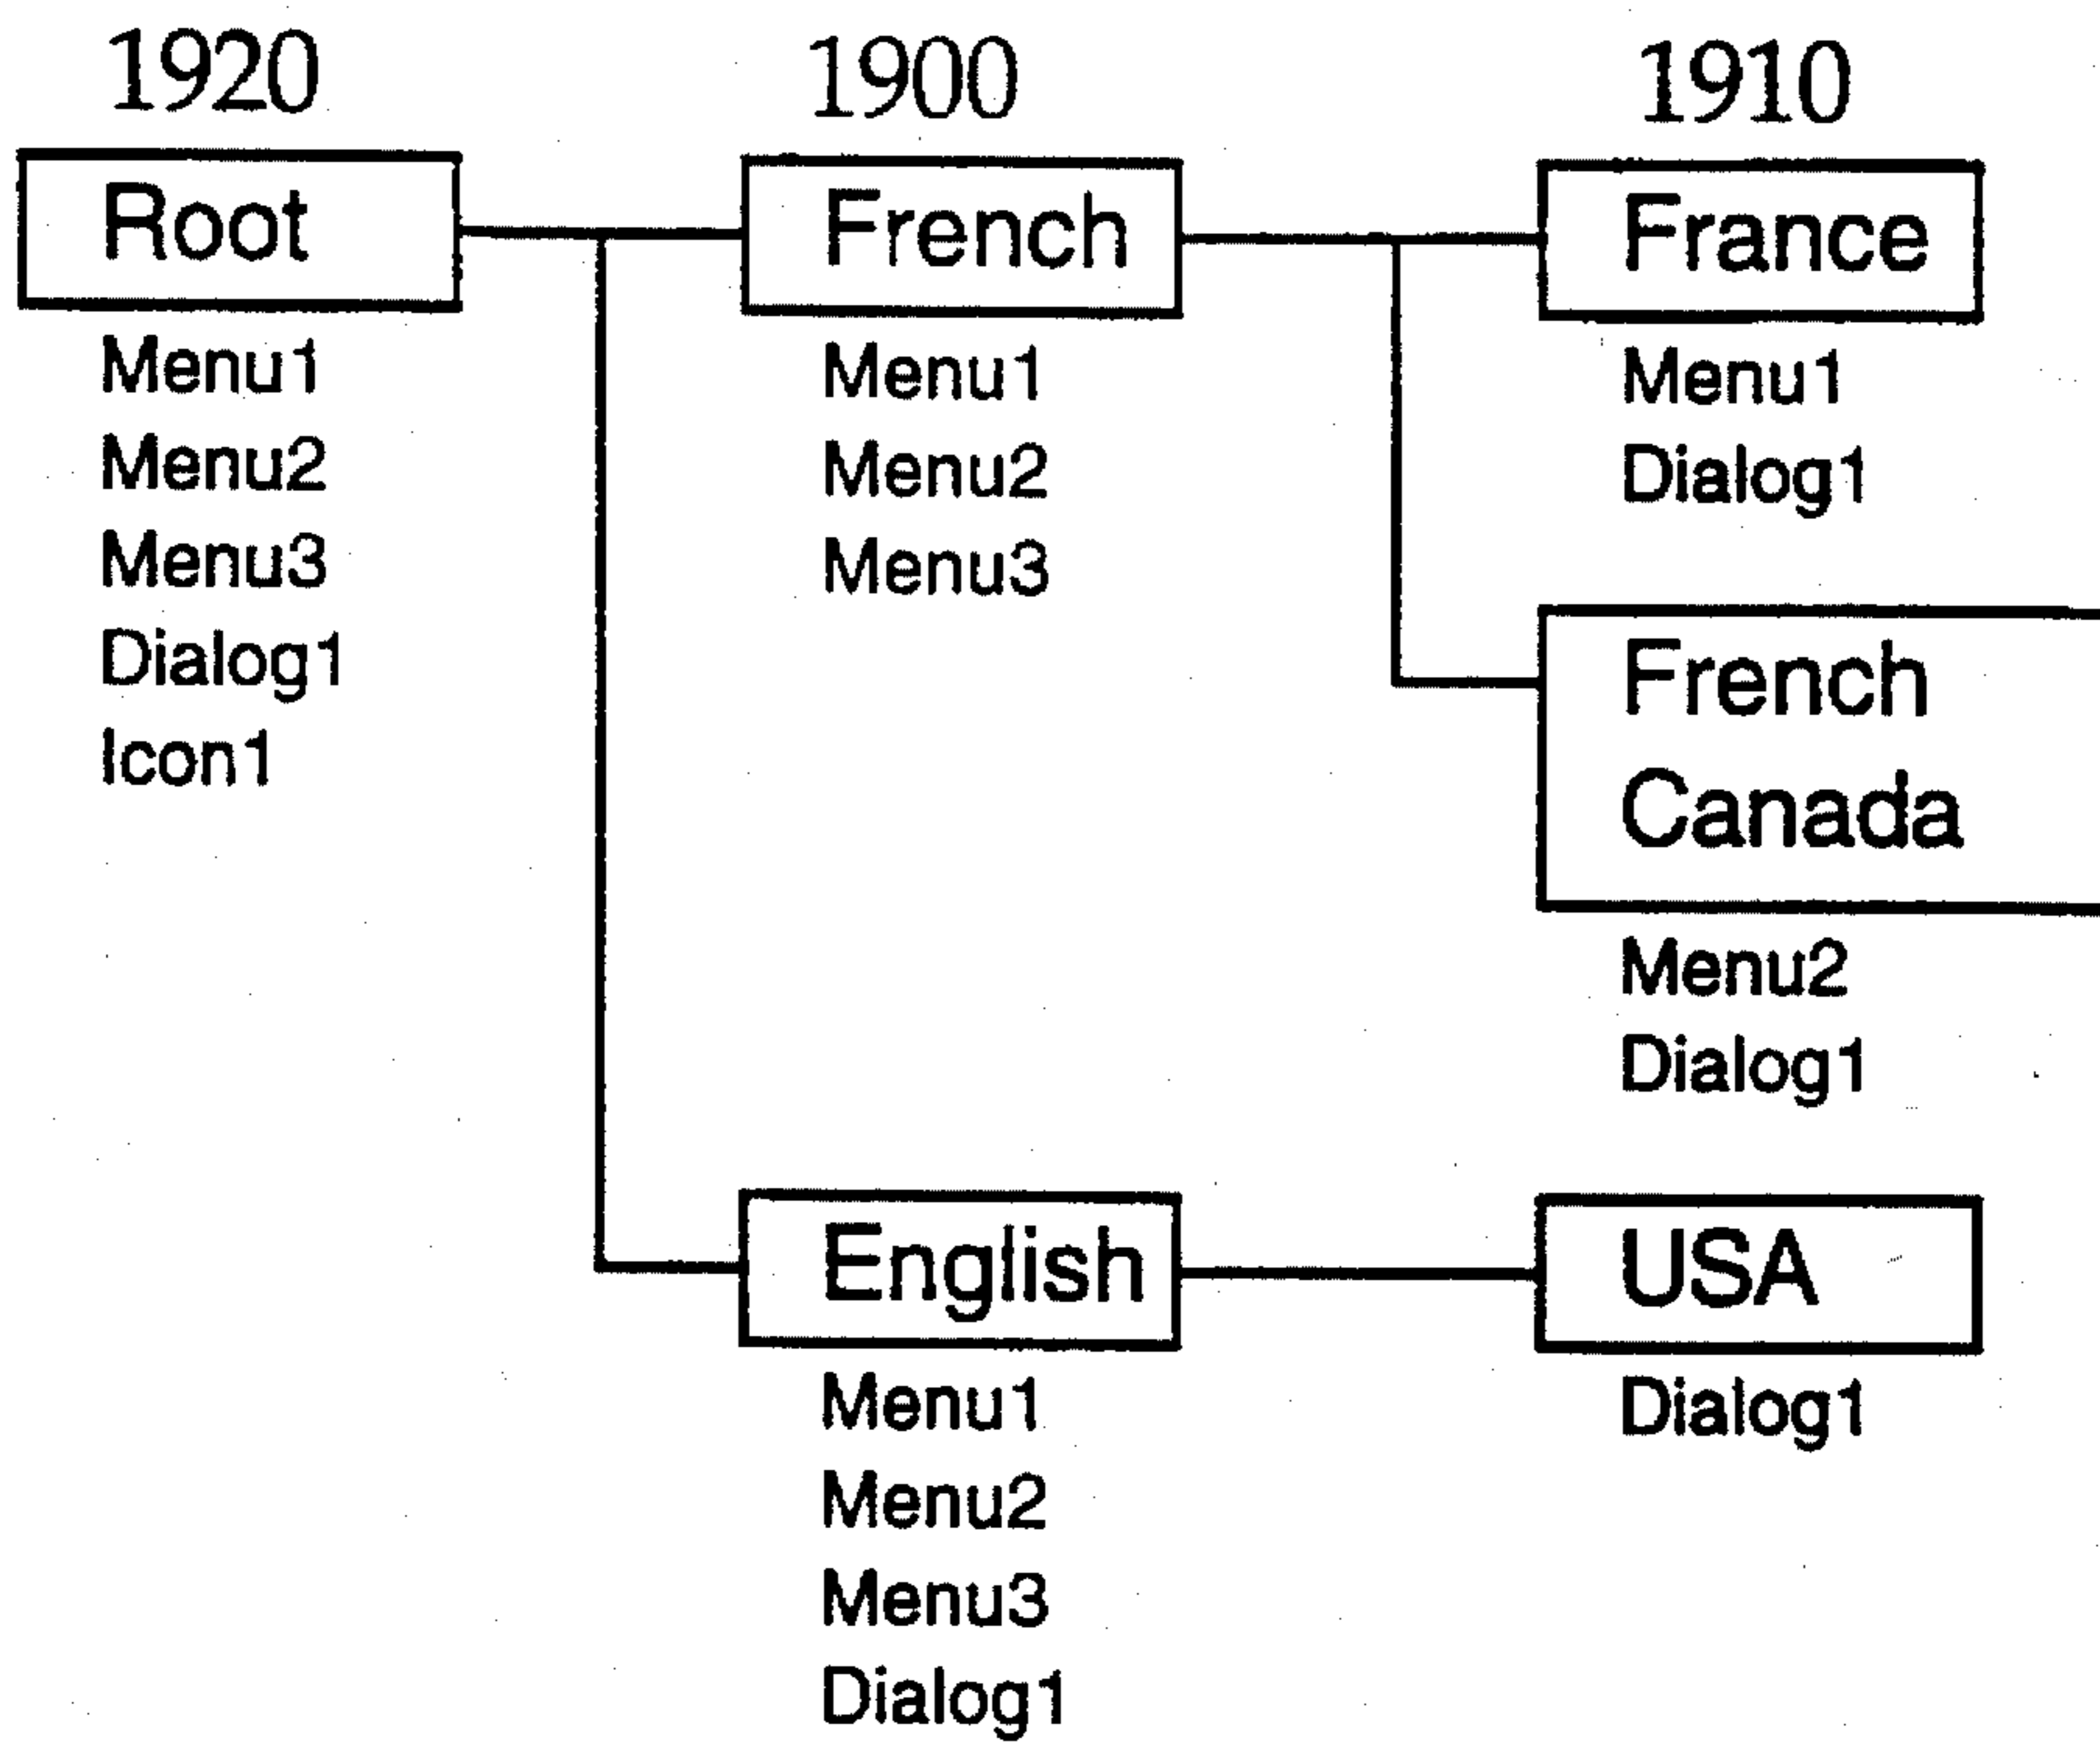 1920
Root
Menu1
Menu2
Menu3
Dialog1
Icon1
1900
French
Menu1
Menu2
Menu3
English
Menu1
Menu2
Menu3
Dialog1
1910
France
Menu1
Dialog1
French
Canada
Menu2
Dialog1
USA
Dialog1